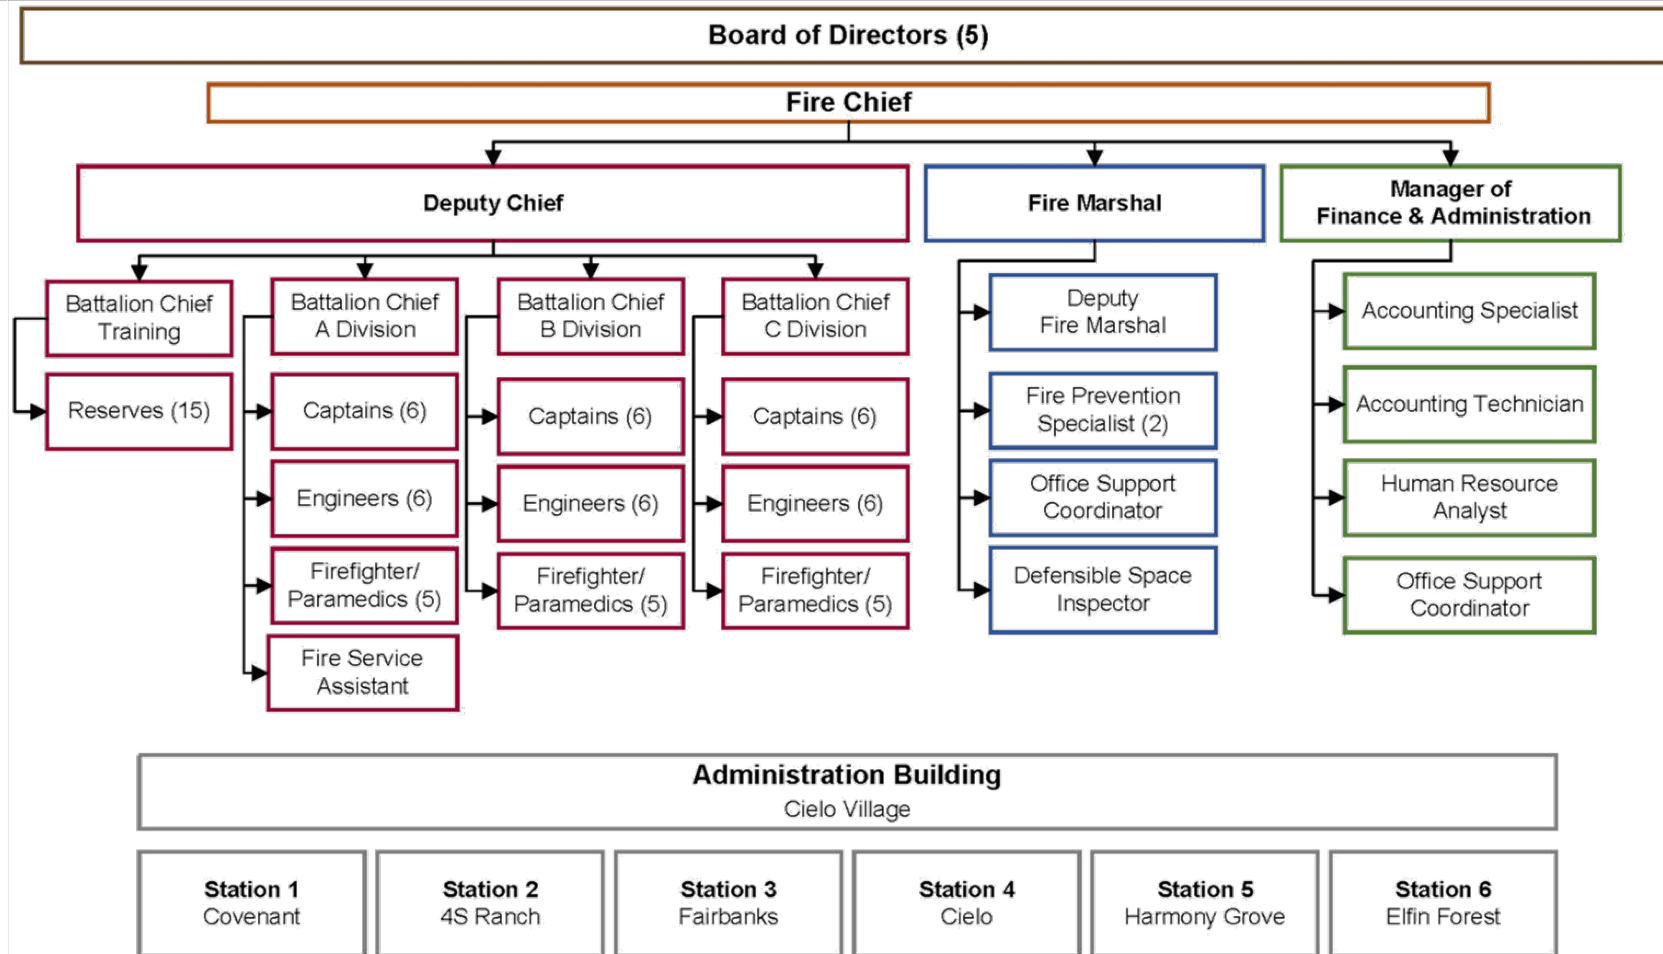 Board of Directors (5)
Fire Chief
Deputy Chief
Fire Marshal
Manager of
Finance & Administration
Battalion Chief
Training
Reserves (15)
Battalion Chief
A Division
Captains (6)
Engineers (6)
Firefighter/
Paramedics (5)
Fire Service
Assistant
Battalion Chief
B Division
Captains (6)
Engineers (6)
Firefighter/
Paramedics (5)
Battalion Chief
C Division
Captains (6)
Engineers (6)
Firefighter/
Paramedics (5)
Deputy
Fire Marshal
Fire Prevention
Specialist (2)
Office Support
Coordinator
Defensible Space
Inspector
Accounting Specialist
Accounting Technician
Human Resource
Analyst
Office Support
Coordinator
Administration Building
Cielo Village
Station 1
Covenant
Station 2
4S Ranch
Station 3
Fairbanks
Station 4
Cielo
Station 5
Harmony Grove
Station 6
Elfin Forest